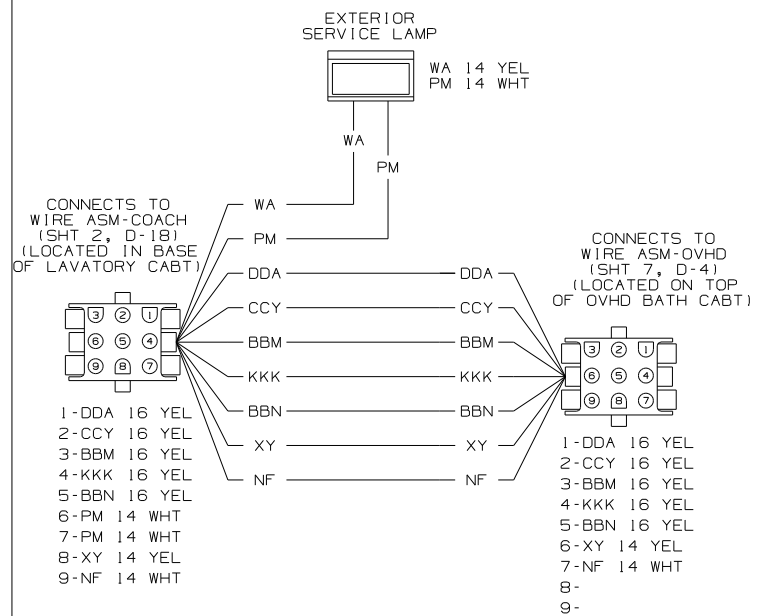 EXTERIOR
SERVICE LAMP
WA 14 YEL
PM 14 WHT
WA
PM
CONNECTS TO
WIRE ASM-COACH
(SHT 2, D-18)
(LOCATED IN BASE
OF LAVATORY CABT)
WA
PM
DDA DDA
CCY CCY
BBM BBM
KKK KKK
BBN BBN
XY XY
NF NF
CONNECTS TO
WIRE ASM-OVHD
(SHT 7, D-4)
(LOCATED ON TOP
OF OVHD BATH CABT)
3 2 1
6 5 4
9 8 7
1-DDA 16 YEL
2-CCY 16 YEL
3-BBM 16 YEL
4-KKK 16 YEL
5-BBN 16 YEL
6-PM 14 WHT
7-PM 14 WHT
8-XY 14 YEL
9-NF 14 WHT
3 2 1
6 5 4
9 8 7
1-DDA 16 YEL
2-CCY 16 YEL
3-BBM 16 YEL
4-KKK 16 YEL
5-BBN 16 YEL
6-XY 14 YEL
7-NF 14 WHT
8-
9-